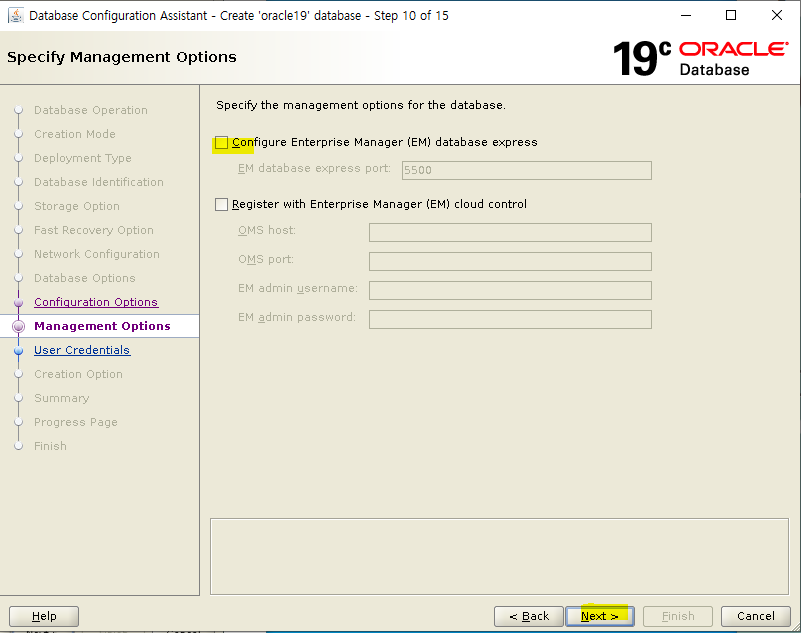 Database Configuration Assistant - Create 'oracle19' database - Step 10 of 15
Specify Management Options
19c ORACLE
Database
Database Operation
Creation Mode
Deployment Type
Database Identification
Storage Option
Fast Recovery Option
Network Configuration
Database Options
Configuration Options
Management Options
User Credentials
Creation Option
Summary
Progress Page
Finish
Specify the management options for the database.
Configure Enterprise Manager (EM) database express
EM database express port: 5500
Register with Enterprise Manager (EM) cloud control
OMS host:
OMS port:
EM admin username:
EM admin password:
Help
< Back
Next >
Finish
Cancel